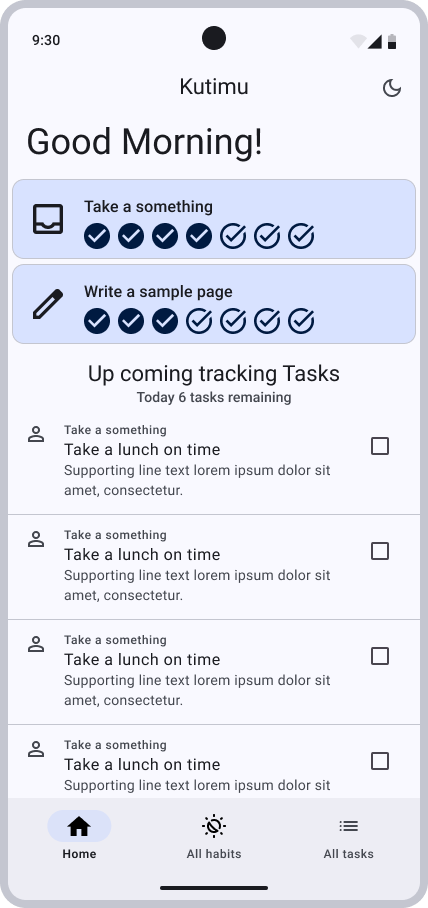 9:30
Kutimu
Good Morning!
Take a something
Write a sample page
Up coming tracking Tasks
Today 6 tasks remaining
Take a something
Take a lunch on time
Supporting line text lorem ipsum dolor sit
amet, consectetur.
Take a something
Take a lunch on time
Supporting line text lorem ipsum dolor sit
amet, consectetur.
Take a something
Take a lunch on time
Supporting line text lorem ipsum dolor sit
amet, consectetur.
Take a something
Take a lunch on time
Supporting line text lorem ipsum dolor sit
Home
All habits
All tasks